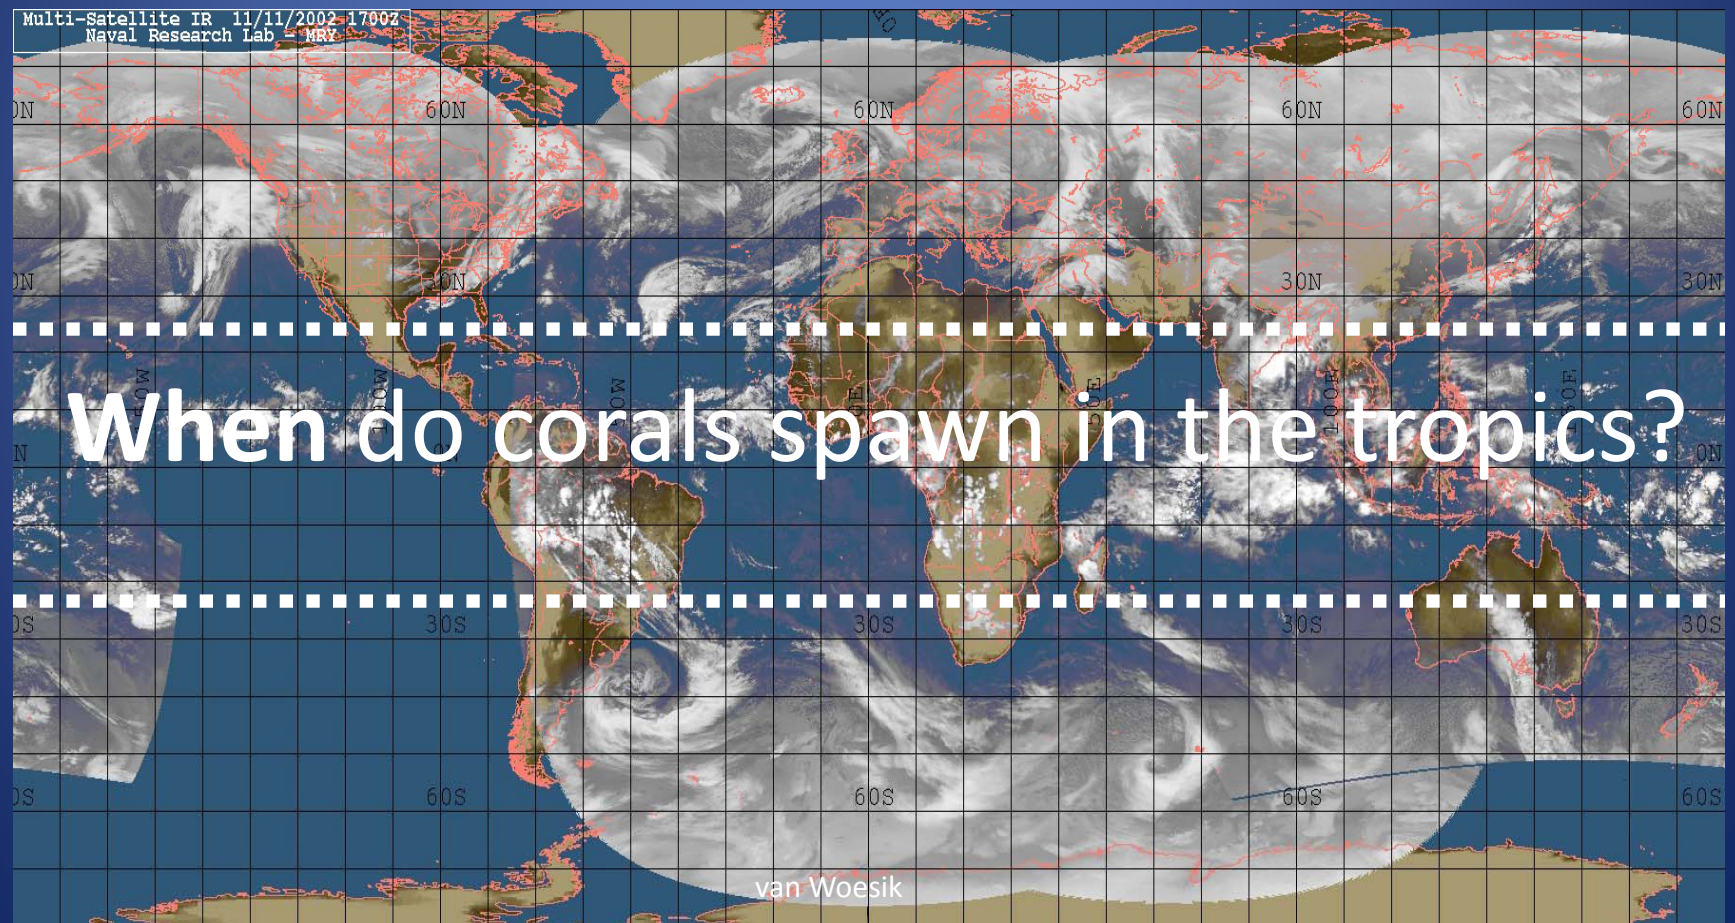 Multi-Satellite IR 11/11/2002 1700Z
Naval Research Lab - MRY
60N 60N 60N
30N 30N 30N
When do corals spawn in the tropics?
100E
0N
30S 30S 30S 30S
60S 60S 60S 60S
van Woesik